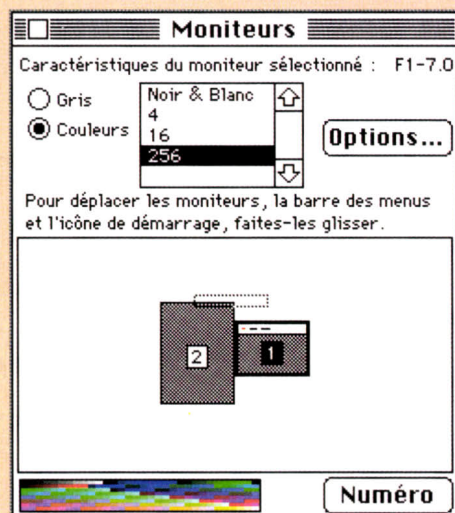 Moniteurs
Caractéristiques du moniteur sélectionné : F1-7.0
Gris
Couleurs
Noir & Blanc
4
16
256
Options...
Pour déplacer les moniteurs, la barre des menus
et l'icône de démarrage, faites-les glisser.
2
1
Numéro